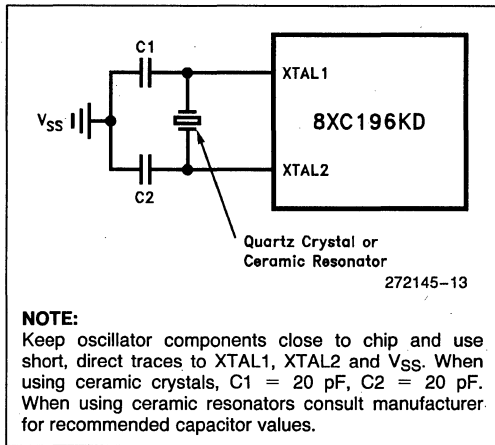 C1
XTAL1
8XC196KD
VSS
XTAL2
C2
Quartz Crystal or
Ceramic Resonator
272145-13
NOTE:
Keep oscillator components close to chip and use
short, direct traces to XTAL1, XTAL2 and VSS. When
using ceramic crystals, C1 = 20 pF, C2 = 20 pF.
When using ceramic resonators consult manufacturer
for recommended capacitor values.